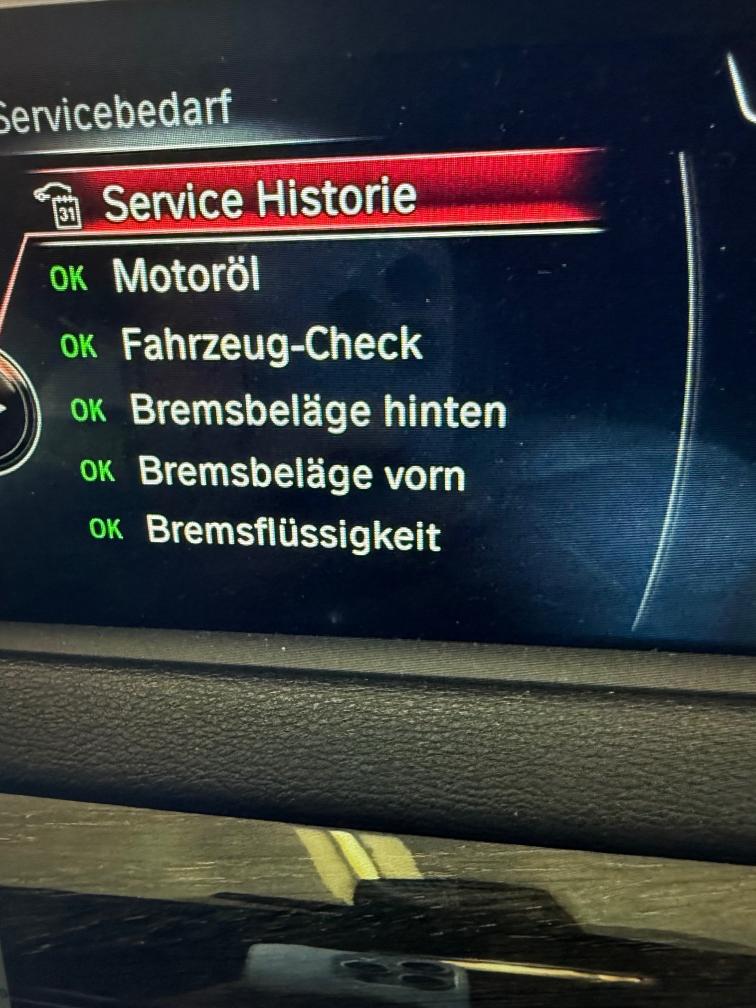 Servicebedarf
31 Service Historie
OK Motoröl
OK Fahrzeug-Check
OK Bremsbeläge hinten
OK Bremsbeläge vorn
OK Bremsflüssigkeit